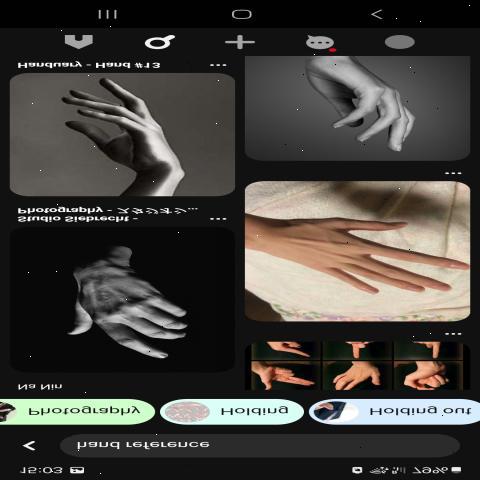 15:03
79%
hand reference
Photography
Holding
Holding out
Na Nin
Studio Siebrecht -
Photography - スタジオシ...
Handuary - Hand #13